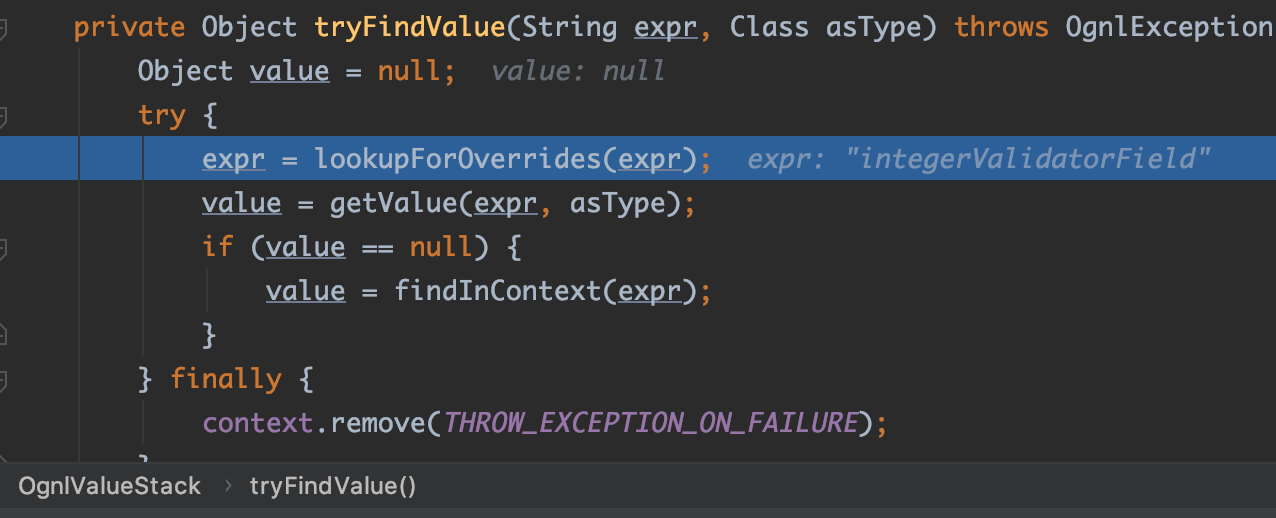 private Object tryFindValue(String expr, Class asType) throws OgnlException
Object value = null; value: null
try {
expr = lookupForOverrides(expr); expr: "integerValidatorField"
value = getValue(expr, asType);
if (value == null) {
value = findInContext(expr);
}
} finally {
context.remove(THROW_EXCEPTION_ON_FAILURE);
}
OgnlValueStack › tryFindValue()